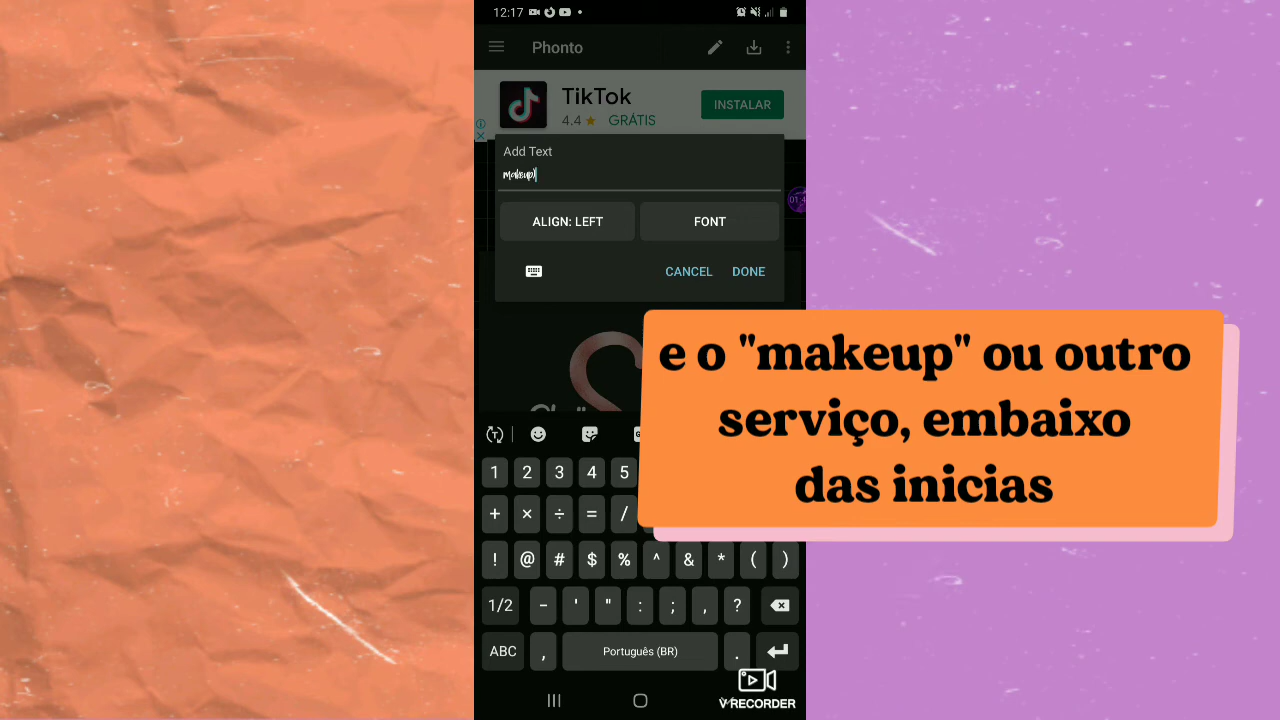 12:17
Phonto
TikTok
4.4 ★ GRÁTIS
INSTALAR
Add Text
makeup)
ALIGN: LEFT
FONT
CANCEL
DONE
e o "makeup" ou outro
serviço, embaixo
das inicias
1 2 3 4 5
+ × ÷ = /
! @ # $ % ^ & * ( )
1/2 - ' " : ; , ?
ABC , Português (BR) .
VRECORDER